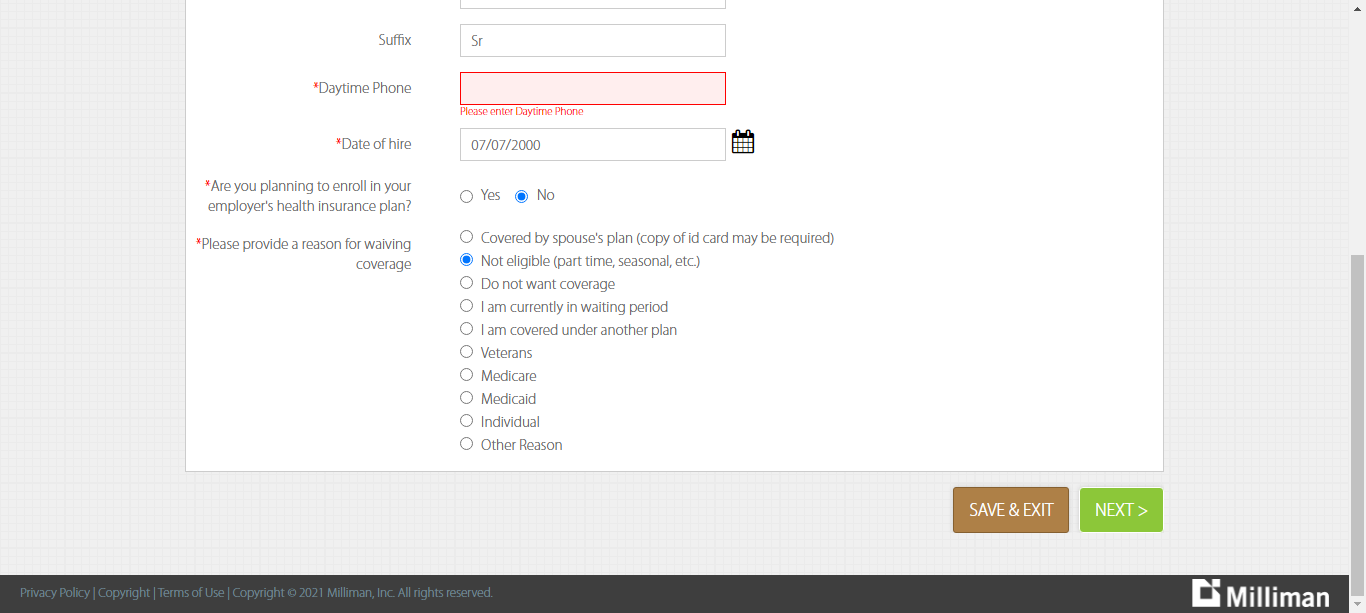 Suffix
Sr
*Daytime Phone
Please enter Daytime Phone
*Date of hire
07/07/2000
*Are you planning to enroll in your
employer's health insurance plan?
Yes
No
*Please provide a reason for waiving
coverage
Covered by spouse's plan (copy of id card may be required)
Not eligible (part time, seasonal, etc.)
Do not want coverage
I am currently in waiting period
I am covered under another plan
Veterans
Medicare
Medicaid
Individual
Other Reason
SAVE & EXIT
NEXT >
Privacy Policy | Copyright | Terms of Use | Copyright © 2021 Milliman, Inc. All rights reserved.
Milliman